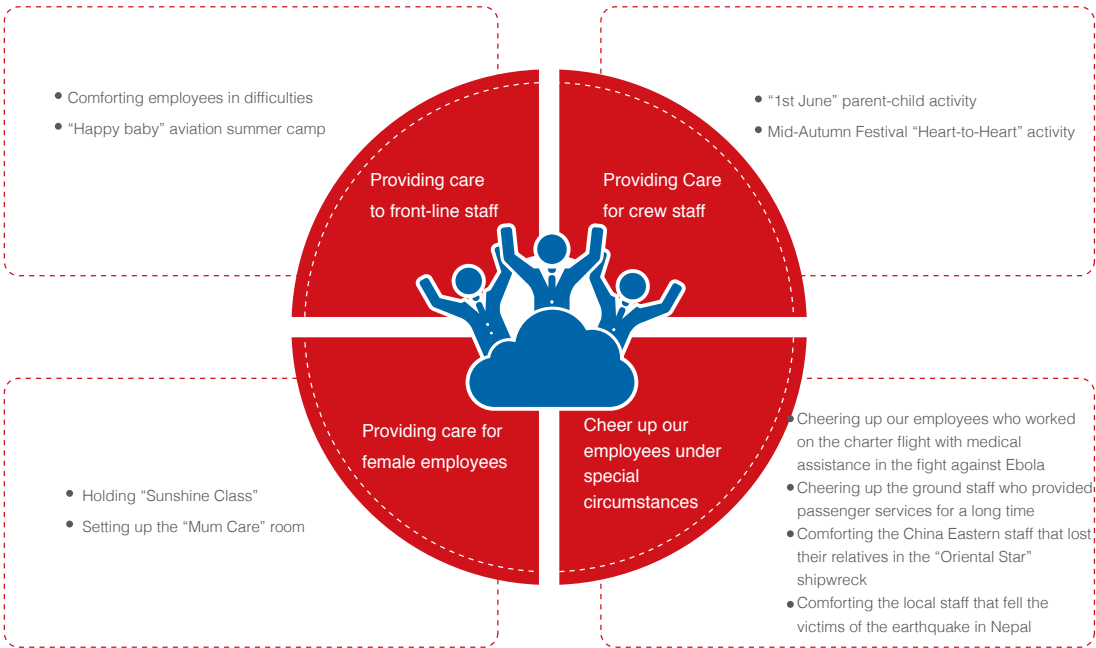 • Comforting employees in difficulties
• “Happy baby” aviation summer camp
Providing care
to front-line staff
• “1st June” parent-child activity
• Mid-Autumn Festival “Heart-to-Heart” activity
Providing Care
for crew staff
Providing care for
female employees
• Holding “Sunshine Class”
• Setting up the “Mum Care” room
Cheer up our
employees under
special
circumstances
• Cheering up our employees who worked
on the charter flight with medical
assistance in the fight against Ebola
• Cheering up the ground staff who provided
passenger services for a long time
• Comforting the China Eastern staff that lost
their relatives in the “Oriental Star”
shipwreck
• Comforting the local staff that fell the
victims of the earthquake in Nepal